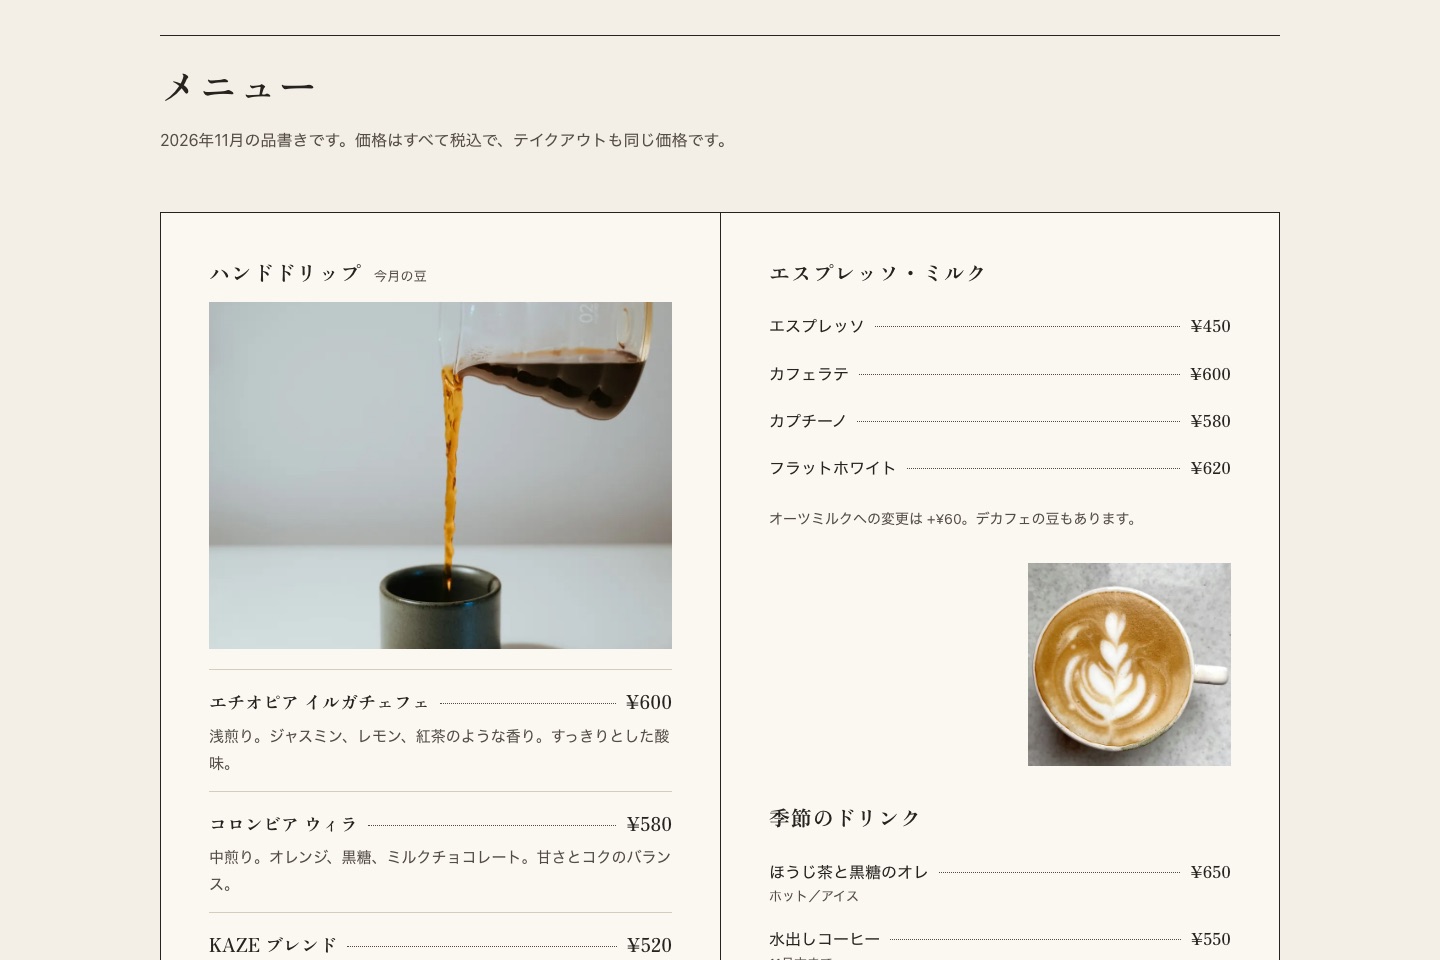 メニュー
2026年11月の品書きです。価格はすべて税込で、テイクアウトも同じ価格です。
ハンドドリップ 今月の豆
02
エチオピア イルガチェフェ ¥600
浅煎り。ジャスミン、レモン、紅茶のような香り。すっきりとした酸
味。
コロンビア ウィラ ¥580
中煎り。オレンジ、黒糖、ミルクチョコレート。甘さとコクのバラン
ス。
KAZE ブレンド ¥520
エスプレッソ・ミルク
エスプレッソ ¥450
カフェラテ ¥600
カプチーノ ¥580
フラットホワイト ¥620
オーツミルクへの変更は +¥60。デカフェの豆もあります。
季節のドリンク
ほうじ茶と黒糖のオレ ¥650
ホット／アイス
水出しコーヒー ¥550